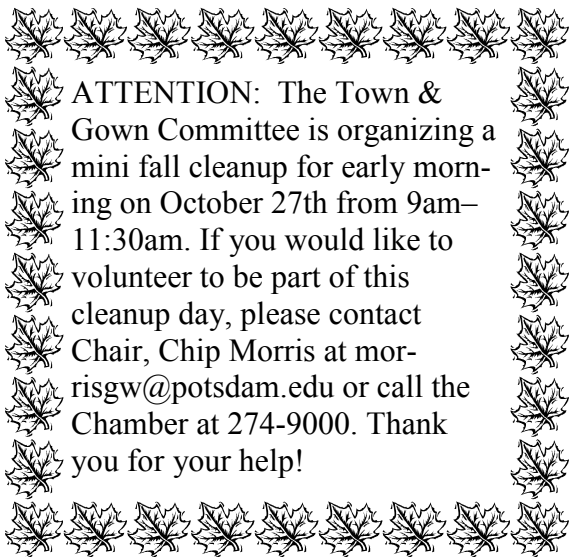 ATTENTION:  The Town &
Gown Committee is organizing a
mini fall cleanup for early morn-
ing on October 27th from 9am–
11:30am. If you would like to
volunteer to be part of this
cleanup day, please contact
Chair, Chip Morris at mor-
risgw@potsdam.edu or call the
Chamber at 274-9000. Thank
you for your help!